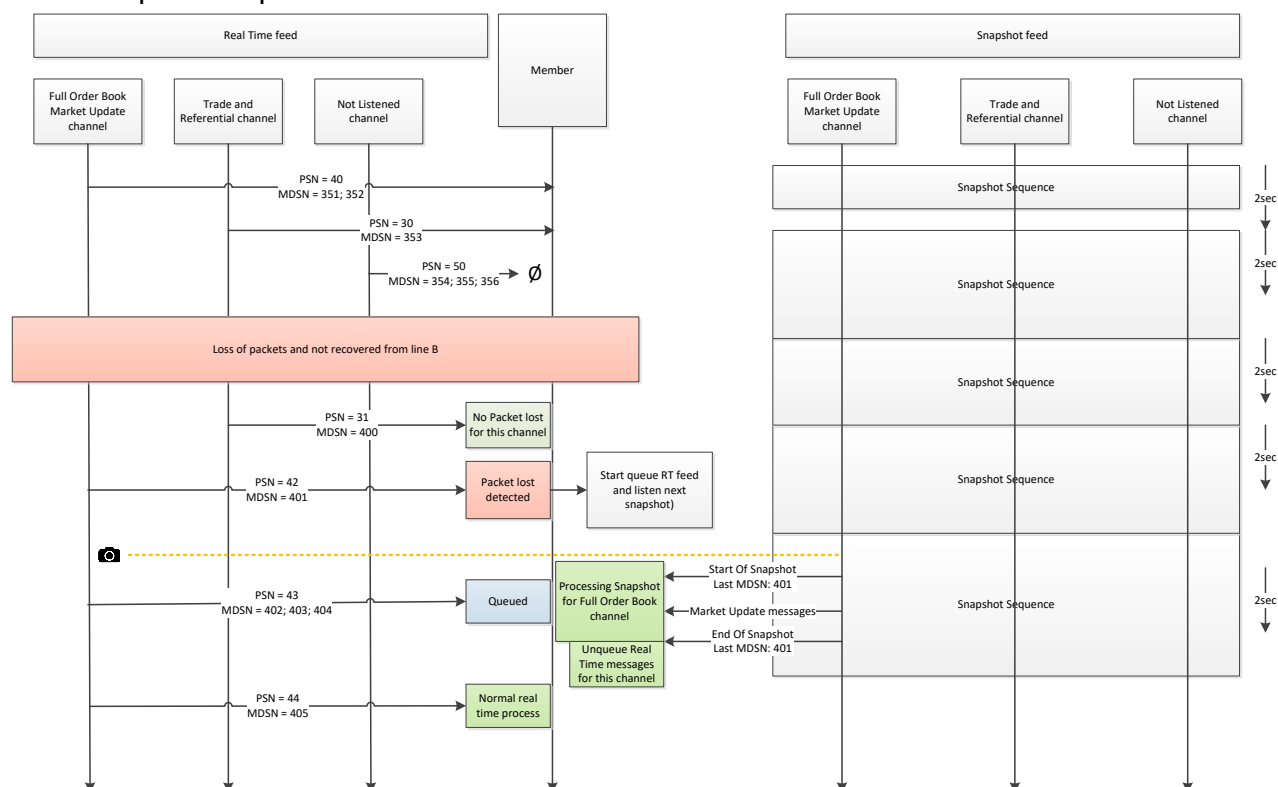 Real Time feed
Member
Snapshot feed
Full Order Book
Market Update
channel
Trade and
Referential channel
Not Listened
channel
Full Order Book
Market Update
channel
Trade and
Referential channel
Not Listened
channel
PSN = 40
MDSN = 351; 352
Snapshot Sequence
2sec
PSN = 30
MDSN = 353
PSN = 50
MDSN = 354; 355; 356
Ø
Snapshot Sequence
2sec
Loss of packets and not recovered from line B
Snapshot Sequence
2sec
PSN = 31
MDSN = 400
No Packet lost
for this channel
PSN = 42
MDSN = 401
Packet lost
detected
Start queue RT feed
and listen next
snapshot)
Snapshot Sequence
2sec
Start Of Snapshot
Last MDSN: 401
Processing Snapshot
for Full Order Book
channel
PSN = 43
MDSN = 402; 403; 404
Queued
Market Update messages
Snapshot Sequence
2sec
End Of Snapshot
Last MDSN: 401
Unqueue Real
Time messages
for this channel
PSN = 44
MDSN = 405
Normal real
time process